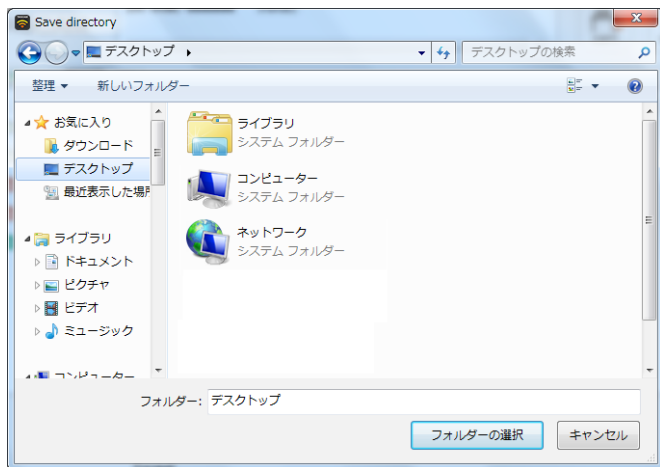 Save directory
デスクトップ
デスクトップの検索
整理 新しいフォルダー
お気に入り
ダウンロード
デスクトップ
最近表示した場所
ライブラリ
ドキュメント
ピクチャ
ビデオ
ミュージック
コンピューター
ライブラリ
システム フォルダー
コンピューター
システム フォルダー
ネットワーク
システム フォルダー
フォルダー: デスクトップ
フォルダーの選択 キャンセル